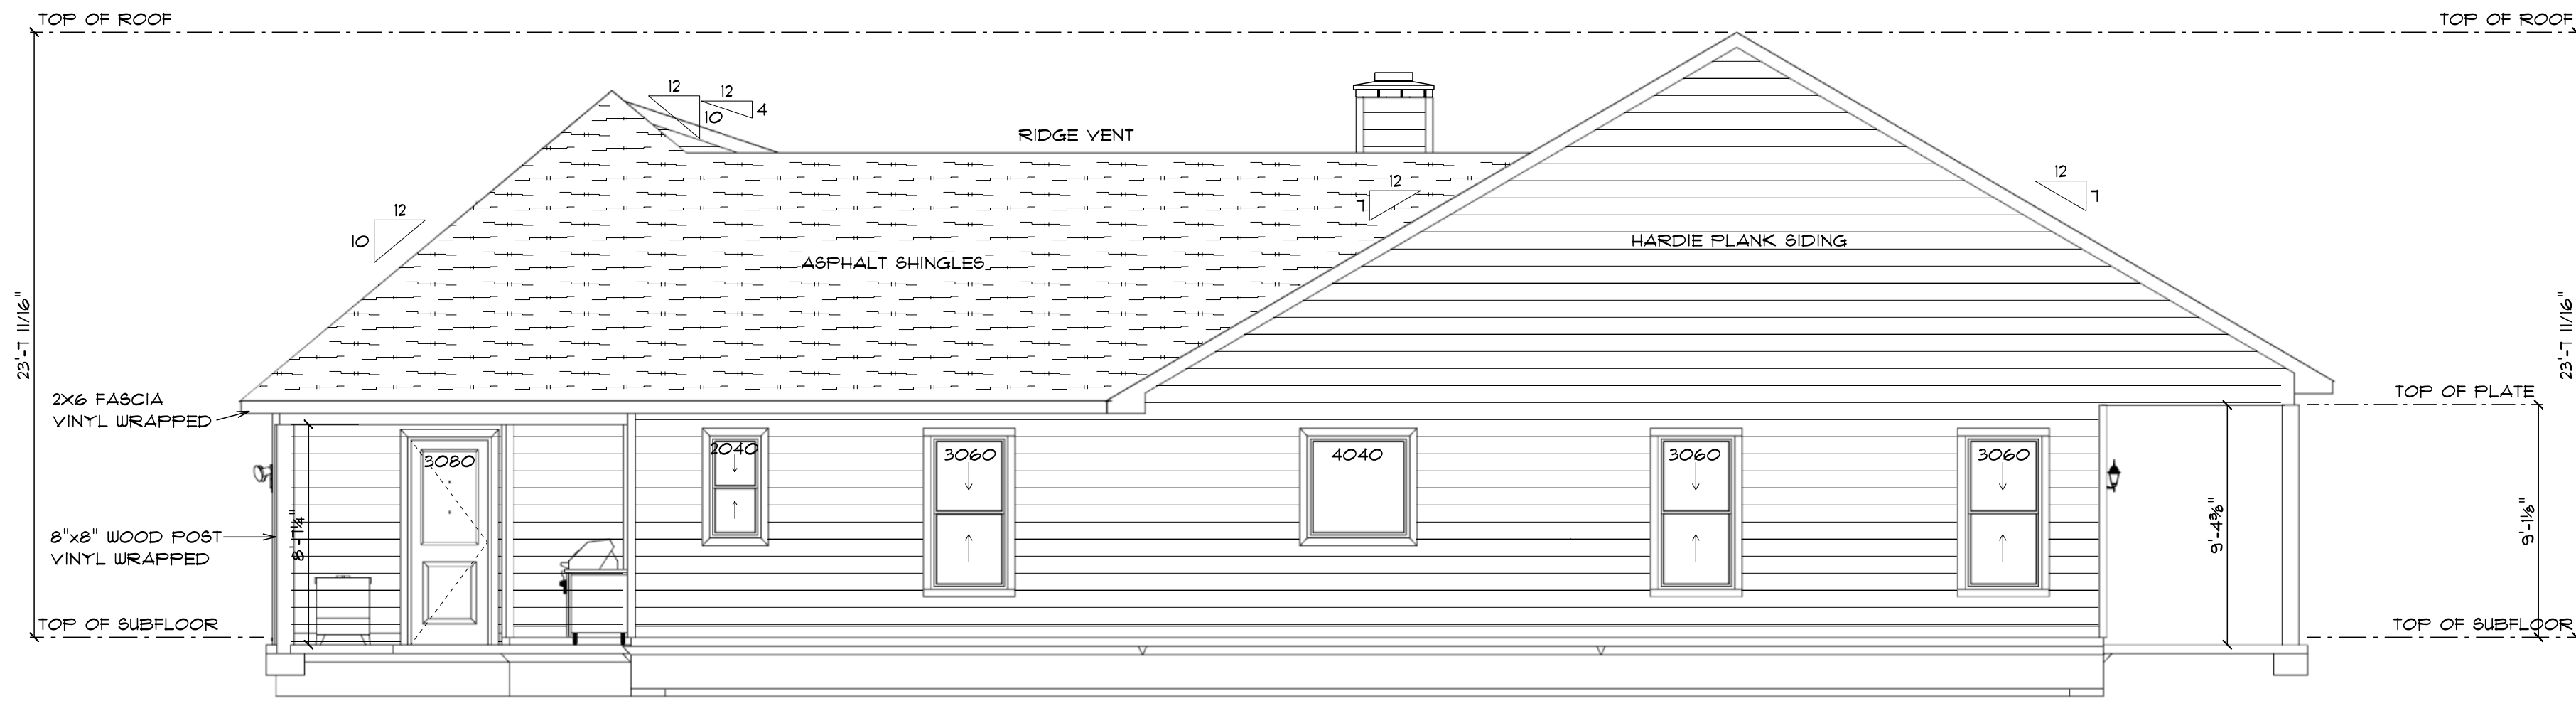 TOP OF ROOF
TOP OF ROOF
12
12
4
10
RIDGE VENT
12
10
12
7
12
7
HARDIE PLANK SIDING
ASPHALT SHINGLES
23'-7 11/16"
23'-7 11/16"
2X6 FASCIA
VINYL WRAPPED
TOP OF PLATE
3080
2040
3060
4040
3060
3060
8"x8" WOOD POST
VINYL WRAPPED
8'-7¼"
9'-4⅜"
9'-1⅛"
TOP OF SUBFLOOR
TOP OF SUBFLOOR